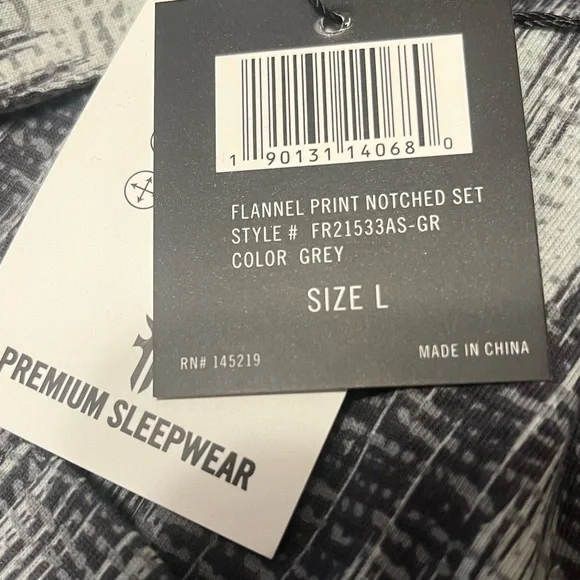 1 90131 14068 0
FLANNEL PRINT NOTCHED SET
STYLE # FR21533AS-GR
COLOR GREY
SIZE L
RN# 145219
MADE IN CHINA
PREMIUM SLEEPWEAR